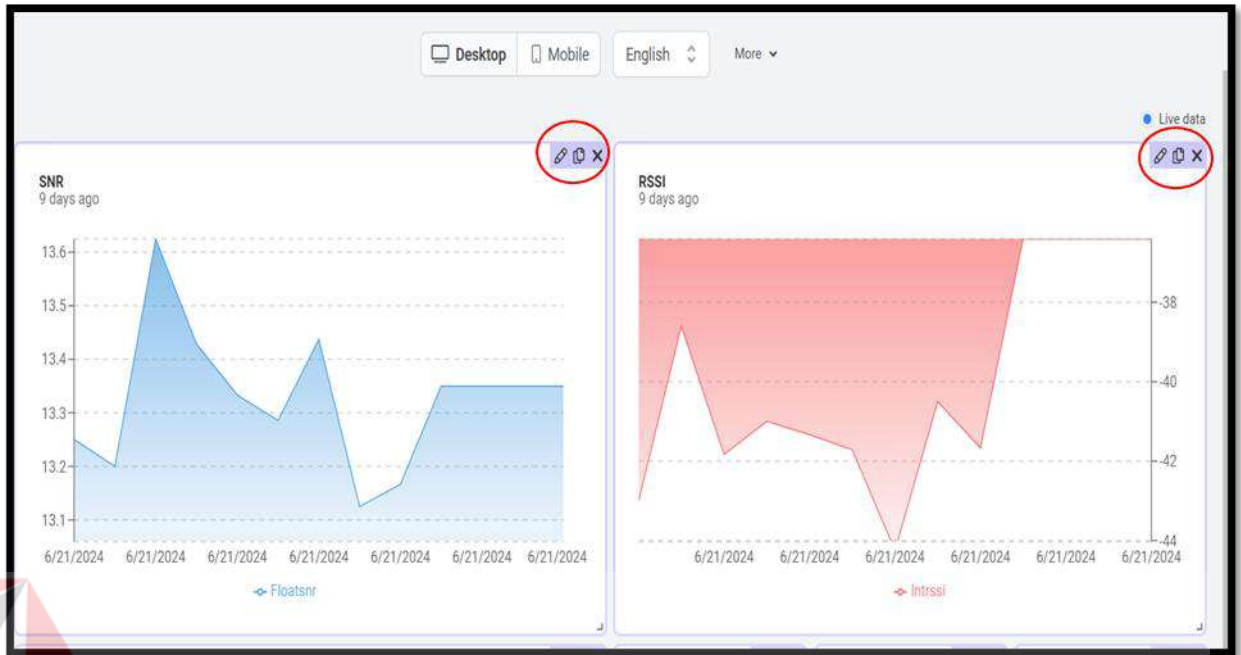 Desktop Mobile English More
Live data
SNR
9 days ago
13.6
13.5
13.4
13.3
13.2
13.1
6/21/2024 6/21/2024 6/21/2024 6/21/2024 6/21/2024 6/21/2024 6/21/2024
Floatsnr
RSSI
9 days ago
-38
-40
-42
-44
6/21/2024 6/21/2024 6/21/2024 6/21/2024 6/21/2024 6/21/2024
Intrssi